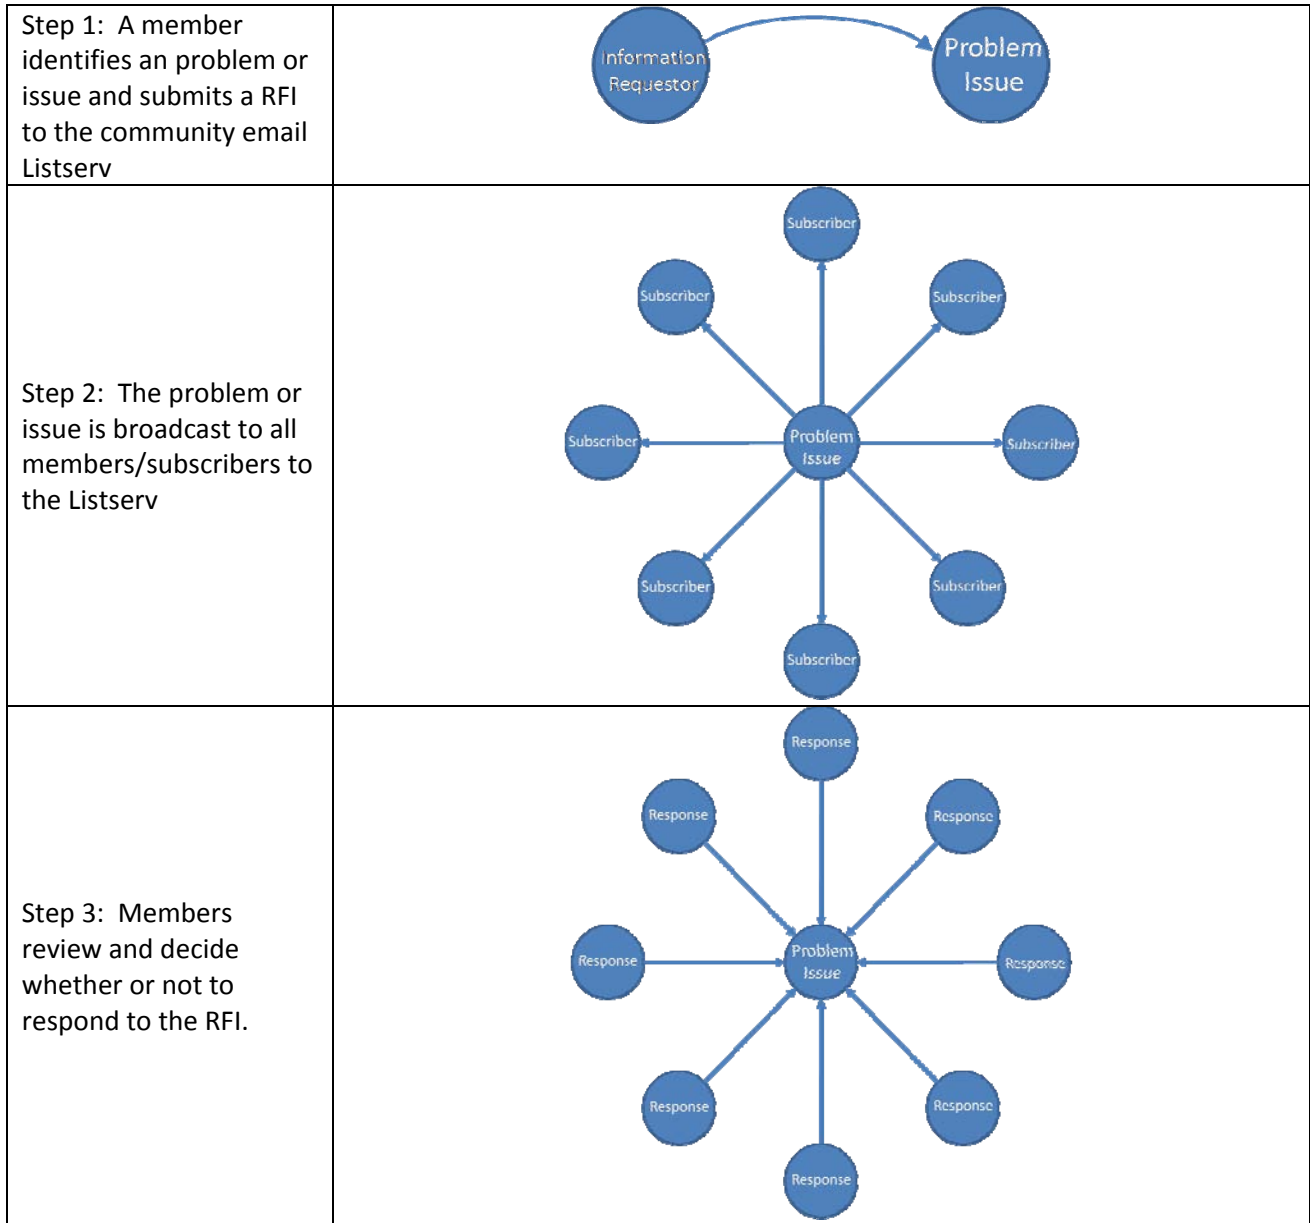 Step 1:  A member
identifies an problem or
issue and submits a RFI
to the community email
Listserv
Information
Requestor
Problem
Issue
Step 2:  The problem or
issue is broadcast to all
members/subscribers to
the Listserv
Subscriber
Subscriber
Subscriber
Subscriber
Problem
Issue
Subscriber
Subscriber
Subscriber
Subscriber
Step 3:  Members
review and decide
whether or not to
respond to the RFI.
Response
Response
Response
Response
Problem
Issue
Response
Response
Response
Response